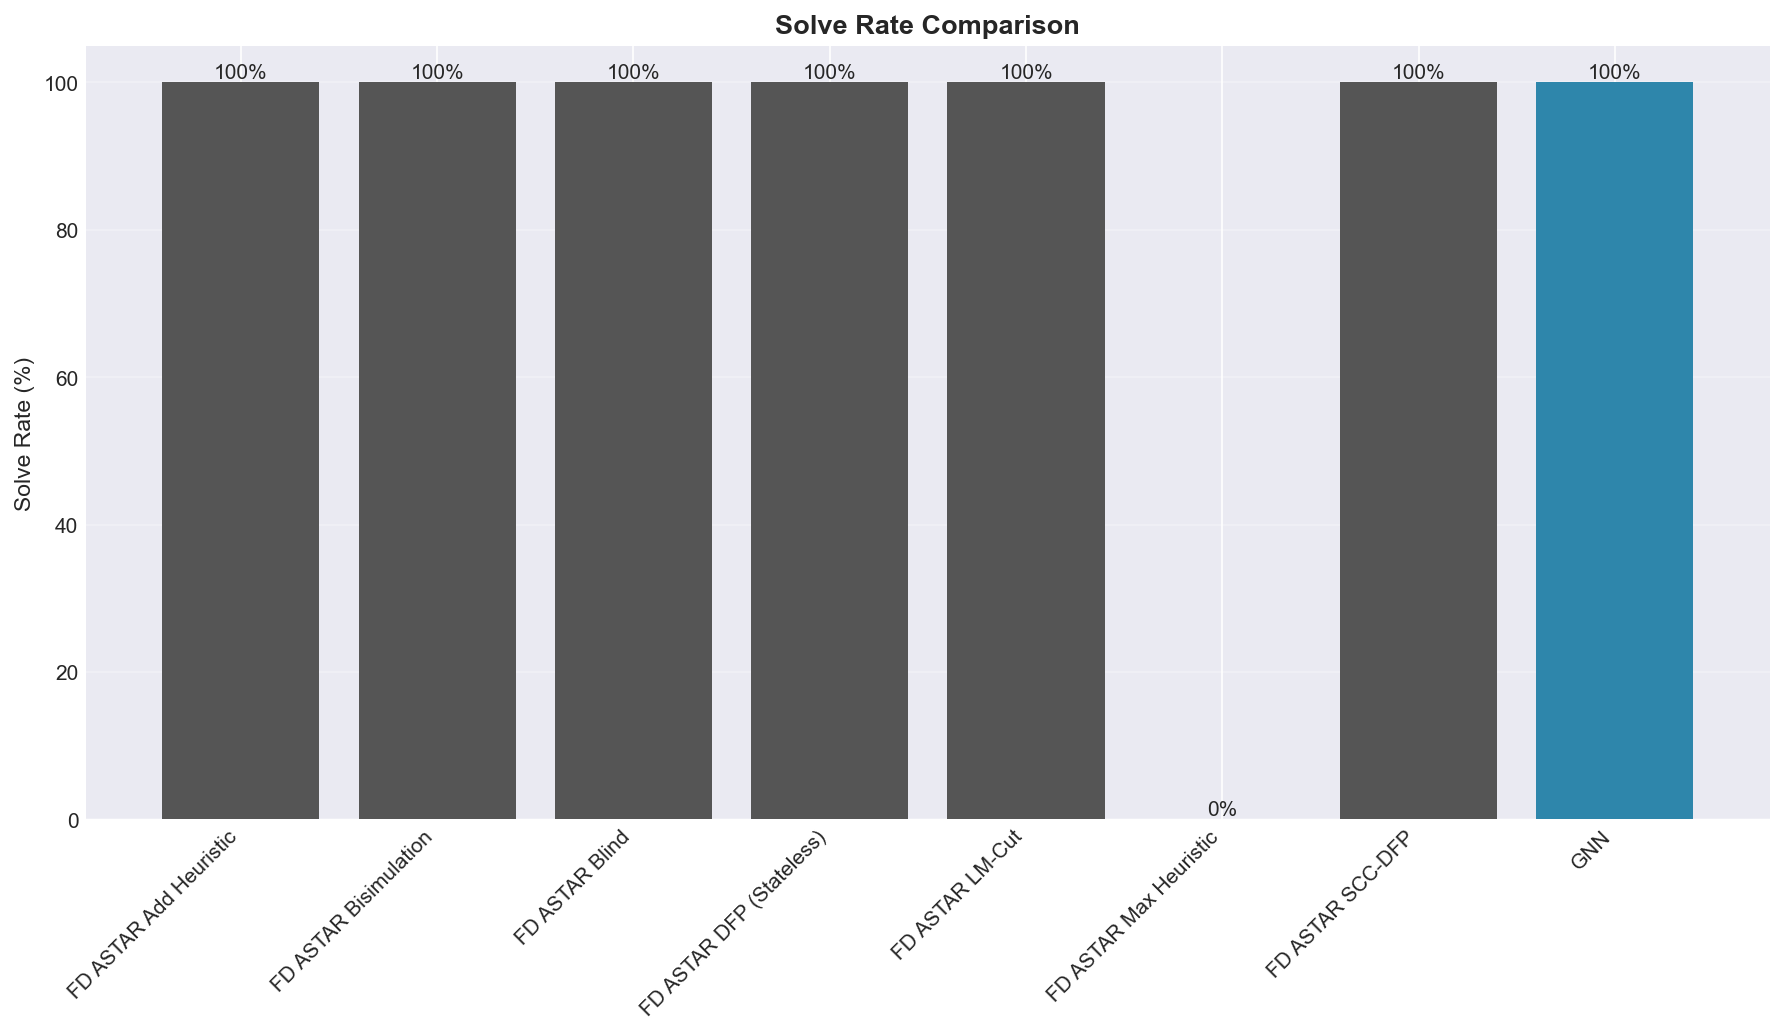 Solve Rate Comparison
100%
100%
100%
100%
100%
0%
100%
100%
Solve Rate (%)
100
80
60
40
20
0
FD ASTAR Add Heuristic
FD ASTAR Bisimulation
FD ASTAR Blind
FD ASTAR DFP (Stateless)
FD ASTAR LM-Cut
FD ASTAR Max Heuristic
FD ASTAR SCC-DFP
GNN